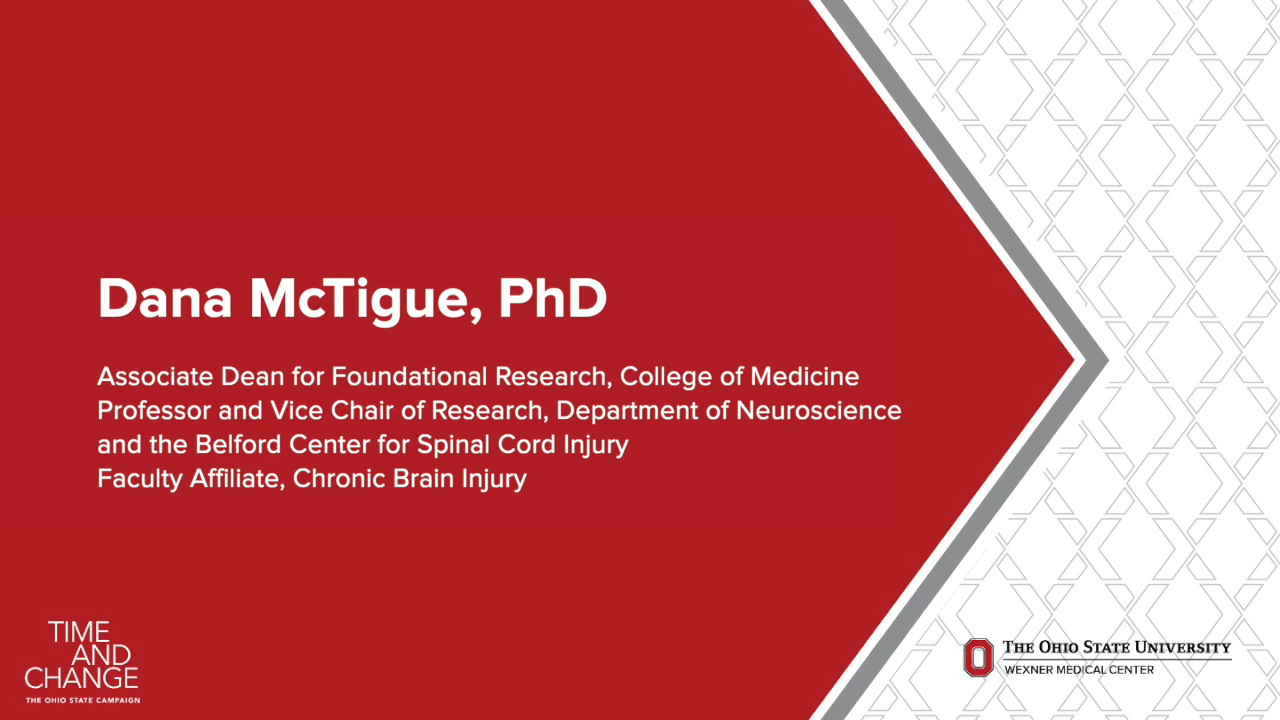 Dana McTigue, PhD
Associate Dean for Foundational Research, College of Medicine
Professor and Vice Chair of Research, Department of Neuroscience
and the Belford Center for Spinal Cord Injury
Faculty Affiliate, Chronic Brain Injury
TIME
AND
CHANGE
THE OHIO STATE CAMPAIGN
THE OHIO STATE UNIVERSITY
WEXNER MEDICAL CENTER